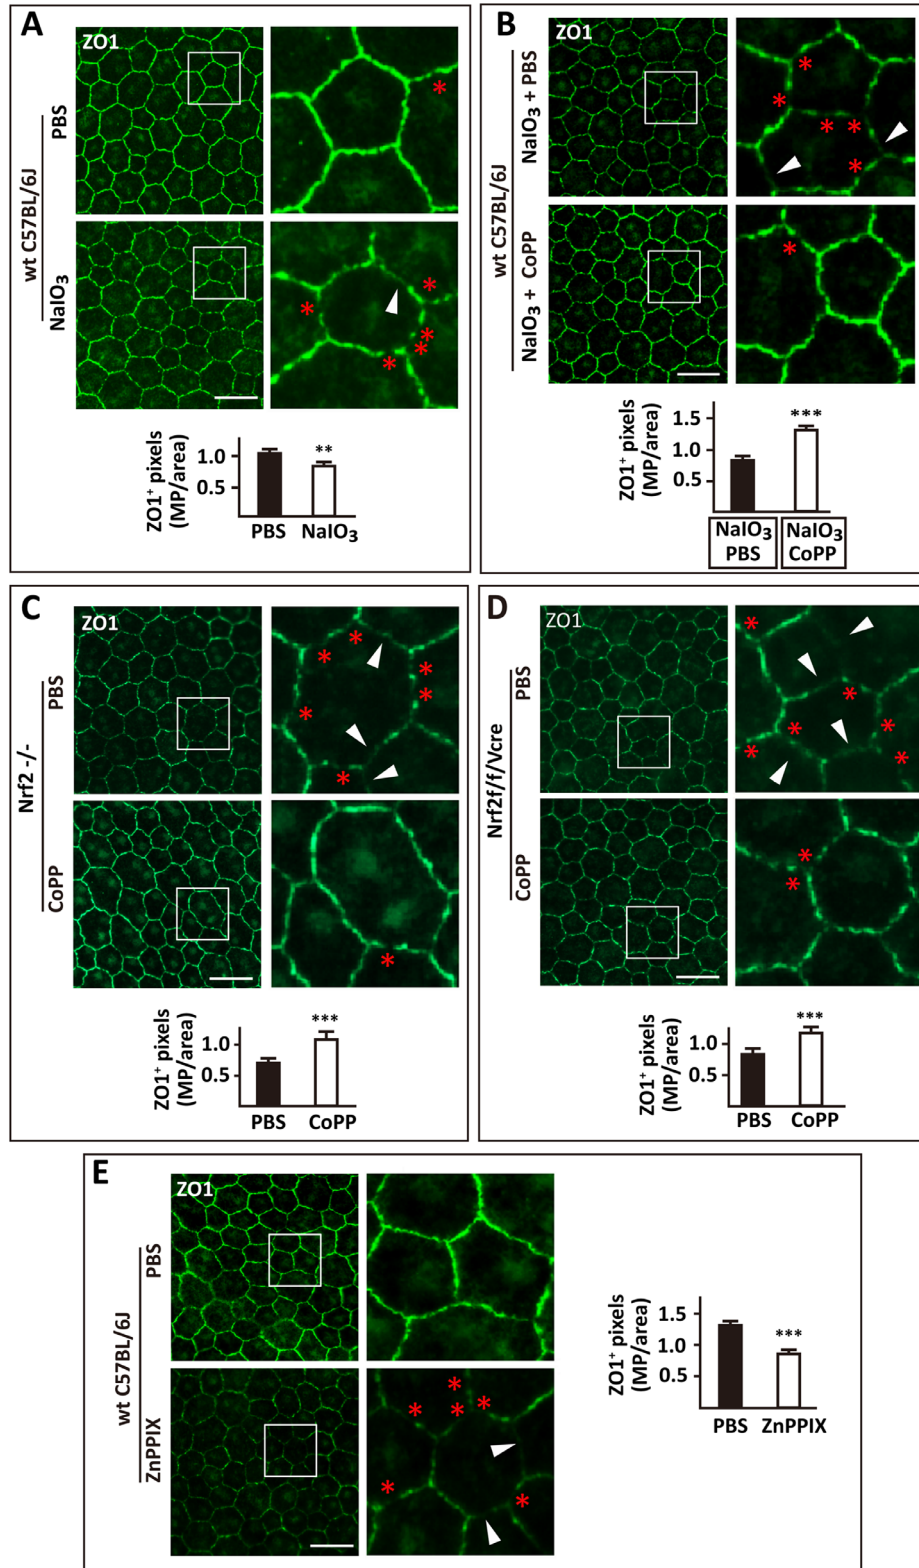 A
ZO1
PBS
NaIO3
wt C57BL/6J
*
* * * * *
ZO1+ pixels
(MP/area)
1.0
0.5
**
PBS NaIO3
B
ZO1
NaIO3 + PBS
NaIO3 + CoPP
wt C57BL/6J
* * * * *
*
ZO1+ pixels
(MP/area)
1.5
1.0
0.5
***
NaIO3
PBS
NaIO3
CoPP
C
ZO1
PBS
CoPP
Nrf2 -/-
* * * * * *
*
ZO1+ pixels
(MP/area)
1.0
0.5
***
PBS CoPP
D
ZO1
PBS
CoPP
Nrf2f/f/Vcre
* * * * * *
* *
ZO1+ pixels
(MP/area)
1.0
0.5
***
PBS CoPP
E
ZO1
PBS
ZnPPIX
wt C57BL/6J
* * * * * *
ZO1+ pixels
(MP/area)
1.5
1.0
0.5
***
PBS ZnPPIX